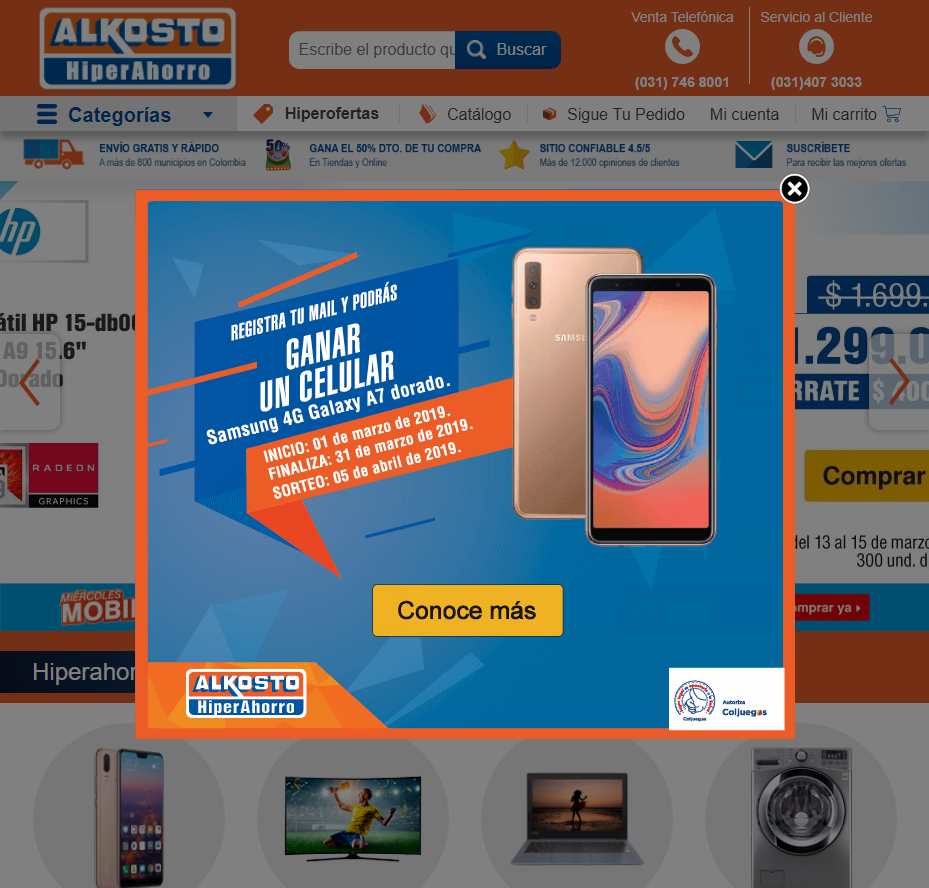 ALKOSTO
HiperAhorro
Escribe el producto qu
Buscar
Venta Telefónica
(031) 746 8001
Servicio al Cliente
(031)407 3033
Categorías
Hiperofertas
Catálogo
Sigue Tu Pedido
Mi cuenta
Mi carrito
ENVÍO GRATIS Y RÁPIDO
A más de 800 municipios en Colombia
50%
GANA EL 50% DTO. DE TU COMPRA
En Tiendas y Online
SITIO CONFIABLE 4.5/5
Más de 12.000 opiniones de clientes
SUSCRÍBETE
Para recibir las mejores ofertas
hp
átil HP 15-db00
A9 15.6"
Dorado
RADEON
GRAPHICS
$ 1.699.
1.299.0
RRATE $
00
Comprar
del 13 al 15 de marzo
300 und. d
MIÉRCOLES
MOBI
mprar ya
Hiperahor
REGISTRA TU MAIL Y PODRÁS
GANAR
UN CELULAR
Samsung 4G Galaxy A7 dorado.
INICIO: 01 de marzo de 2019.
FINALIZA: 31 de marzo de 2019.
SORTEO: 05 de abril de 2019.
SAMS
Conoce más
ALKOSTO
HiperAhorro
Coljuegos
Autoriza
Coljuegos